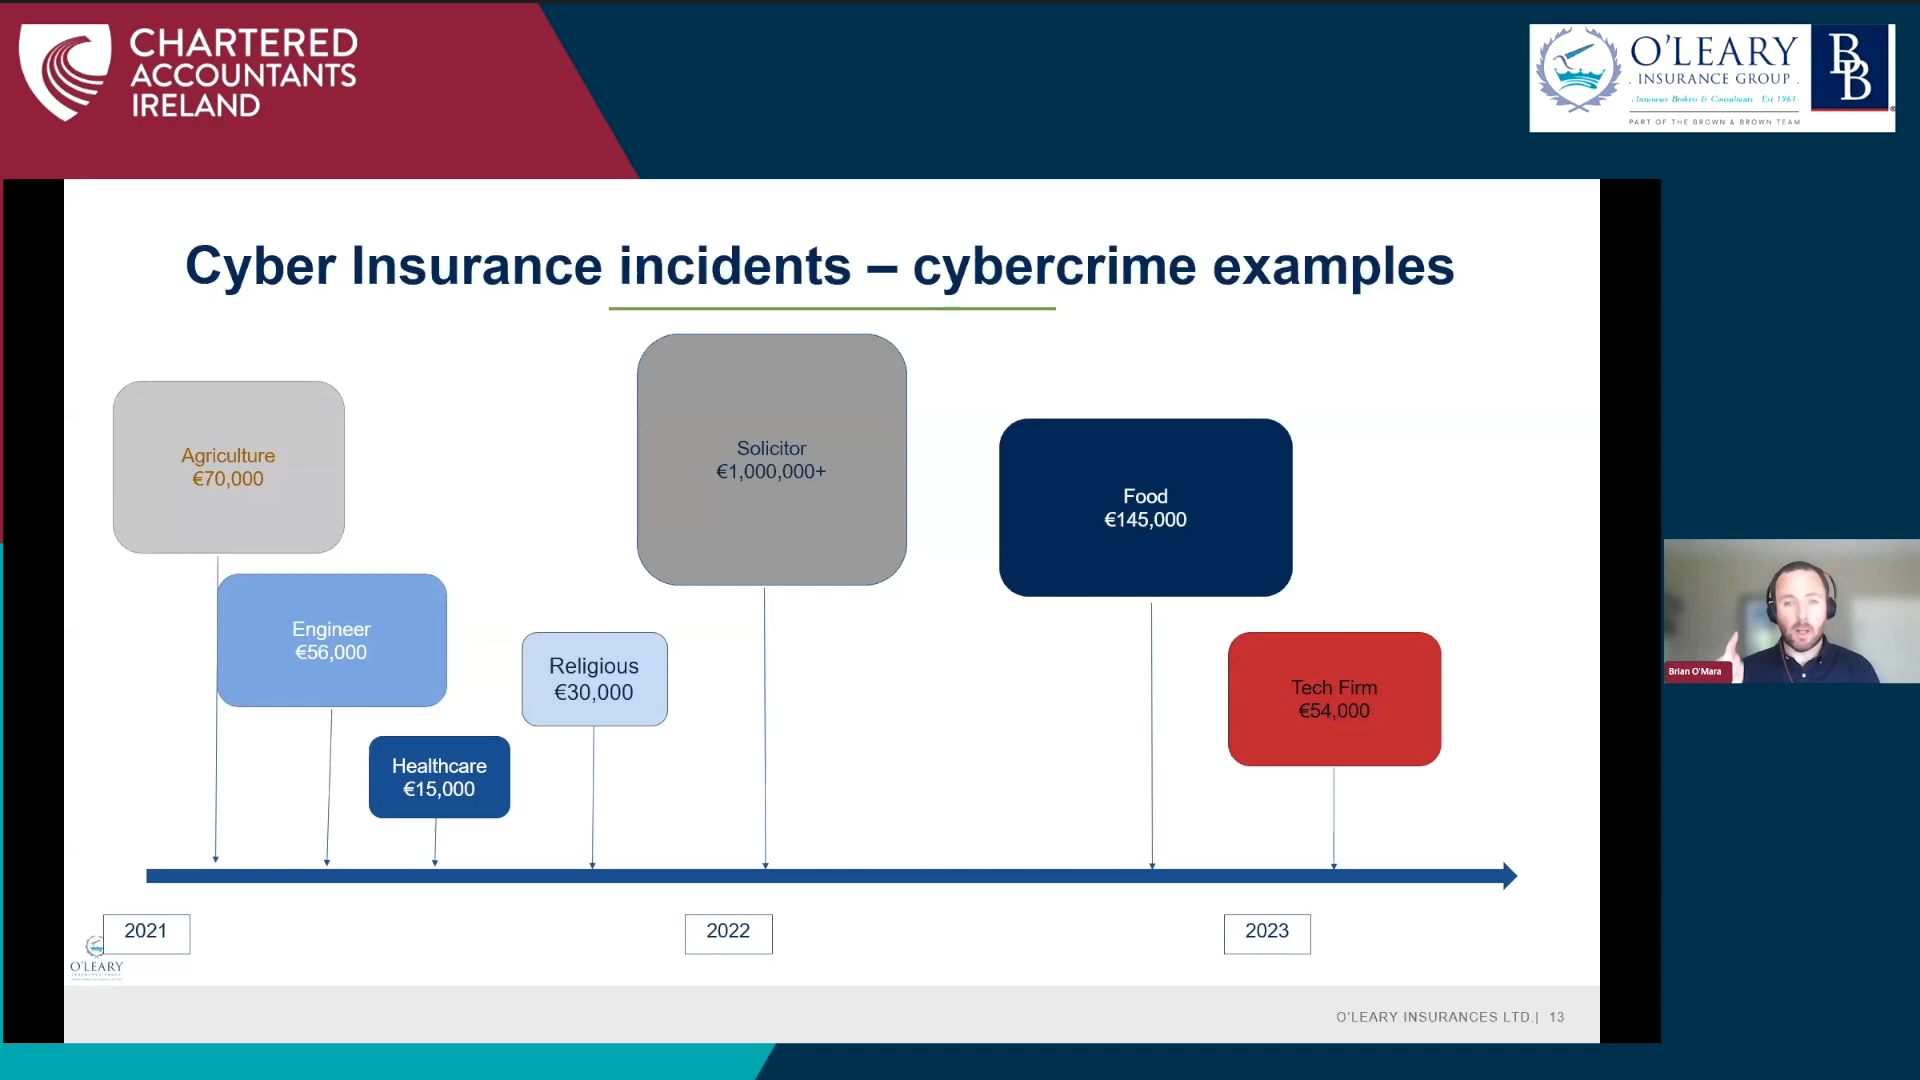 CHARTERED
ACCOUNTANTS
IRELAND
O'LEARY
INSURANCE GROUP
Insurance Brokers & Consultants Est.1961
PART OF THE BROWN & BROWN TEAM
BB
Cyber Insurance incidents – cybercrime examples
Agriculture
€70,000
Engineer
€56,000
Healthcare
€15,000
Religious
€30,000
Solicitor
€1,000,000+
Food
€145,000
Tech Firm
€54,000
Brian O'Mara
2021
2022
2023
O'LEARY
O'LEARY INSURANCES LTD.| 13